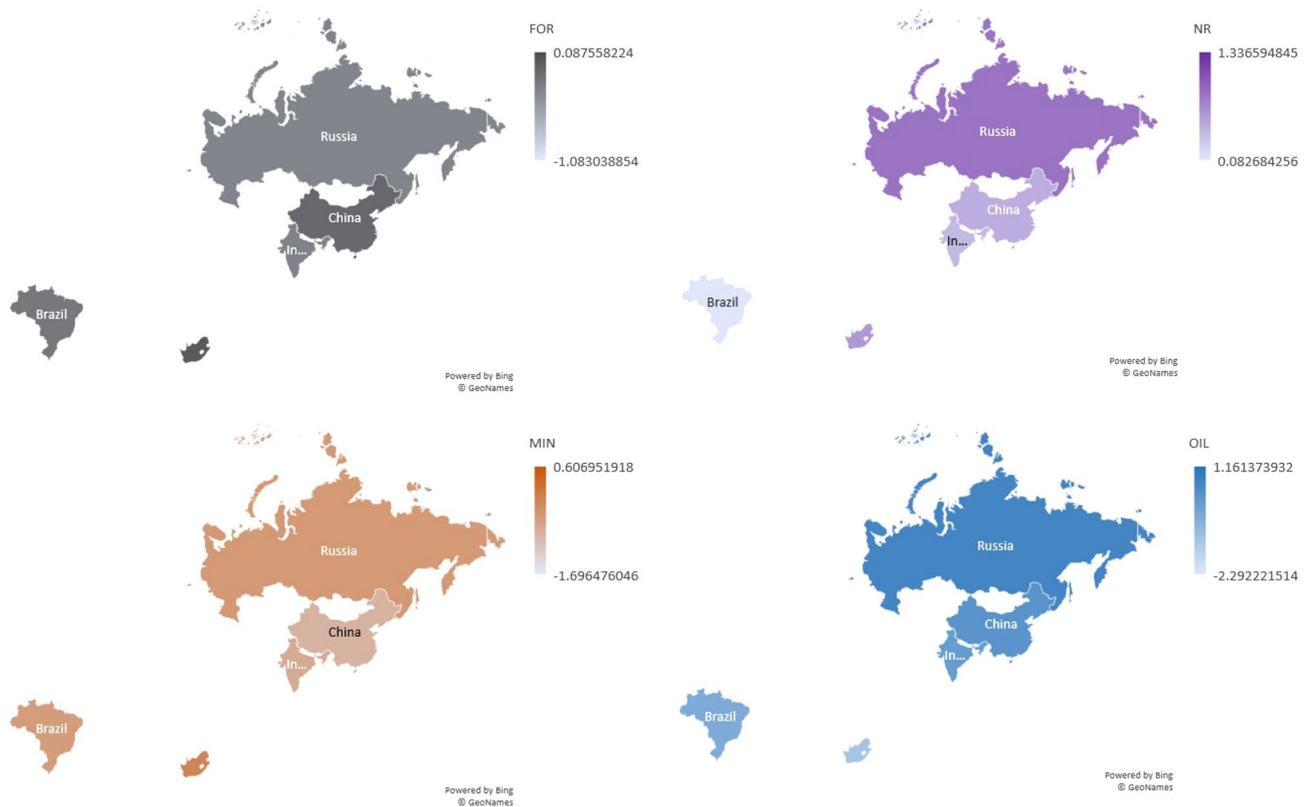 FOR
0.087558224
-1.083038854
Russia
China
In...
Brazil
Powered by Bing
© GeoNames
NR
1.336594845
0.082684256
Russia
China
In...
Brazil
Powered by Bing
© GeoNames
MIN
0.606951918
-1.696476046
Russia
China
In...
Brazil
Powered by Bing
© GeoNames
OIL
1.161373932
-2.292221514
Russia
China
In...
Brazil
Powered by Bing
© GeoNames